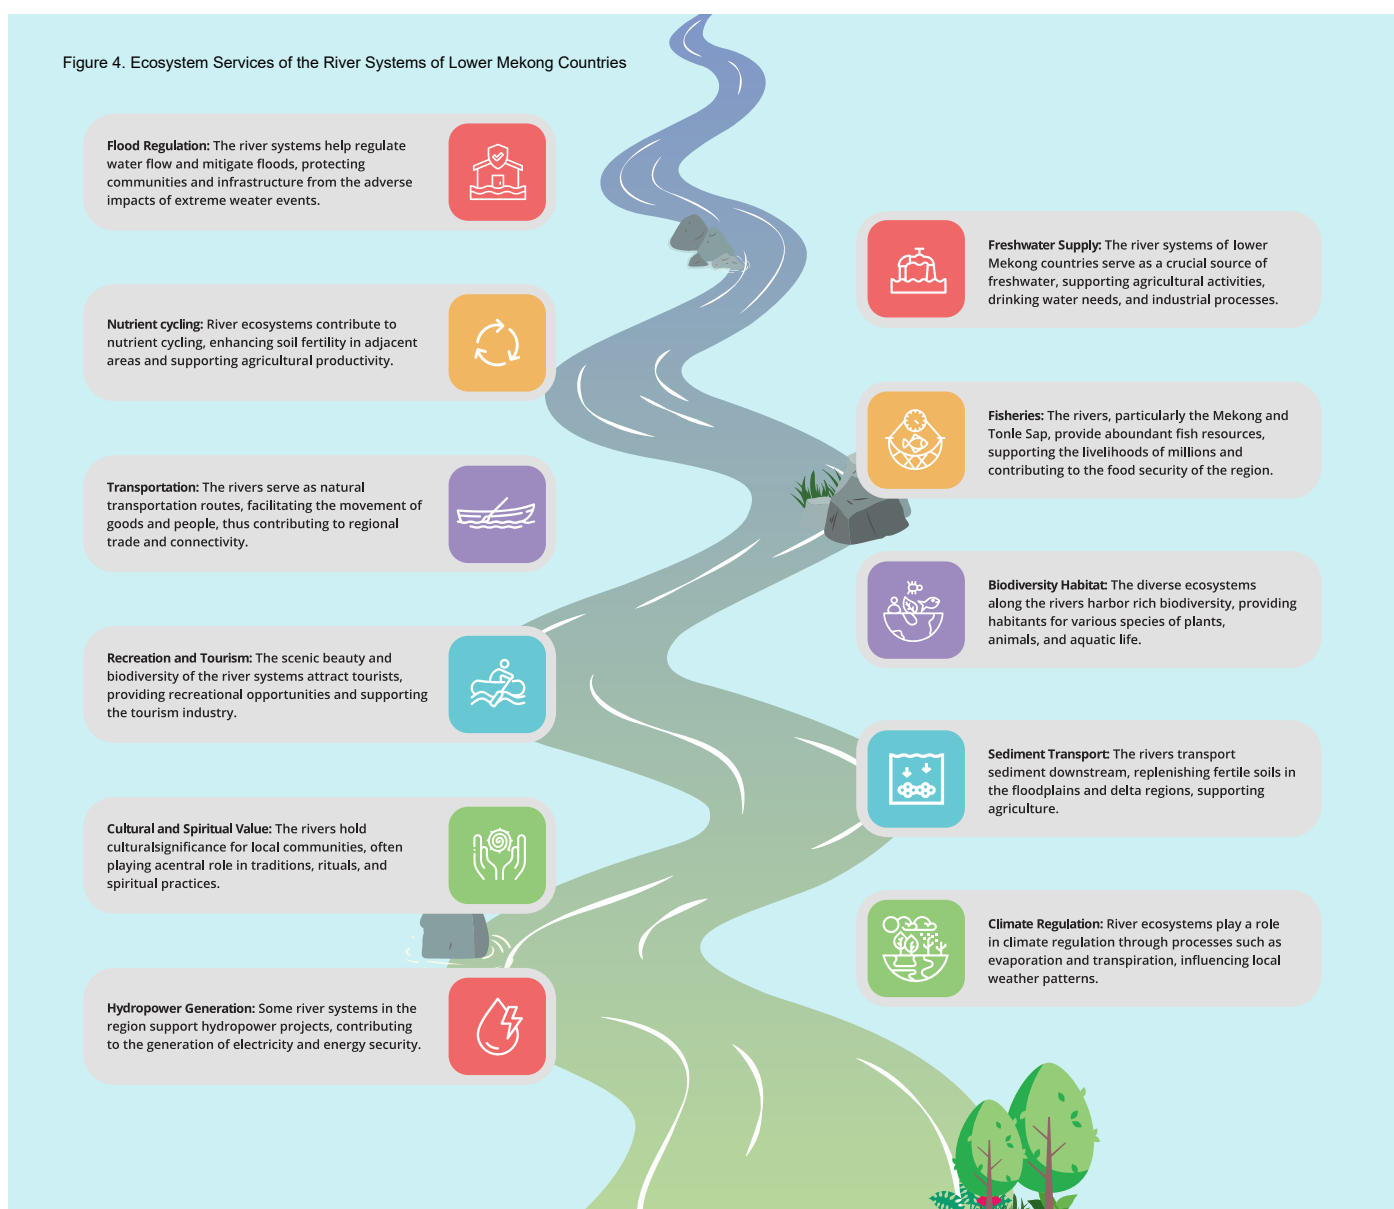 Figure 4. Ecosystem Services of the River Systems of Lower Mekong Countries
Flood Regulation: The river systems help regulate
water flow and mitigate floods, protecting
communities and infrastructure from the adverse
impacts of extreme weater events.
Nutrient cycling: River ecosystems contribute to
nutrient cycling, enhancing soil fertility in adjacent
areas and supporting agricultural productivity.
Transportation: The rivers serve as natural
transportation routes, facilitating the movement of
goods and people, thus contributing to regional
trade and connectivity.
Recreation and Tourism: The scenic beauty and
biodiversity of the river systems attract tourists,
providing recreational opportunities and supporting
the tourism industry.
Cultural and Spiritual Value: The rivers hold
culturalsignificance for local communities, often
playing acentral role in traditions, rituals, and
spiritual practices.
Hydropower Generation: Some river systems in the
region support hydropower projects, contributing
to the generation of electricity and energy security.
Freshwater Supply: The river systems of lower
Mekong countries serve as a crucial source of
freshwater, supporting agricultural activities,
drinking water needs, and industrial processes.
Fisheries: The rivers, particularly the Mekong and
Tonle Sap, provide aboundant fish resources,
supporting the livelihoods of millions and
contributing to the food security of the region.
Biodiversity Habitat: The diverse ecosystems
along the rivers harbor rich biodiversity, providing
habitants for various species of plants,
animals, and aquatic life.
Sediment Transport: The rivers transport
sediment downstream, replenishing fertile soils in
the floodplains and delta regions, supporting
agriculture.
Climate Regulation: River ecosystems play a role
in climate regulation through processes such as
evaporation and transpiration, influencing local
weather patterns.